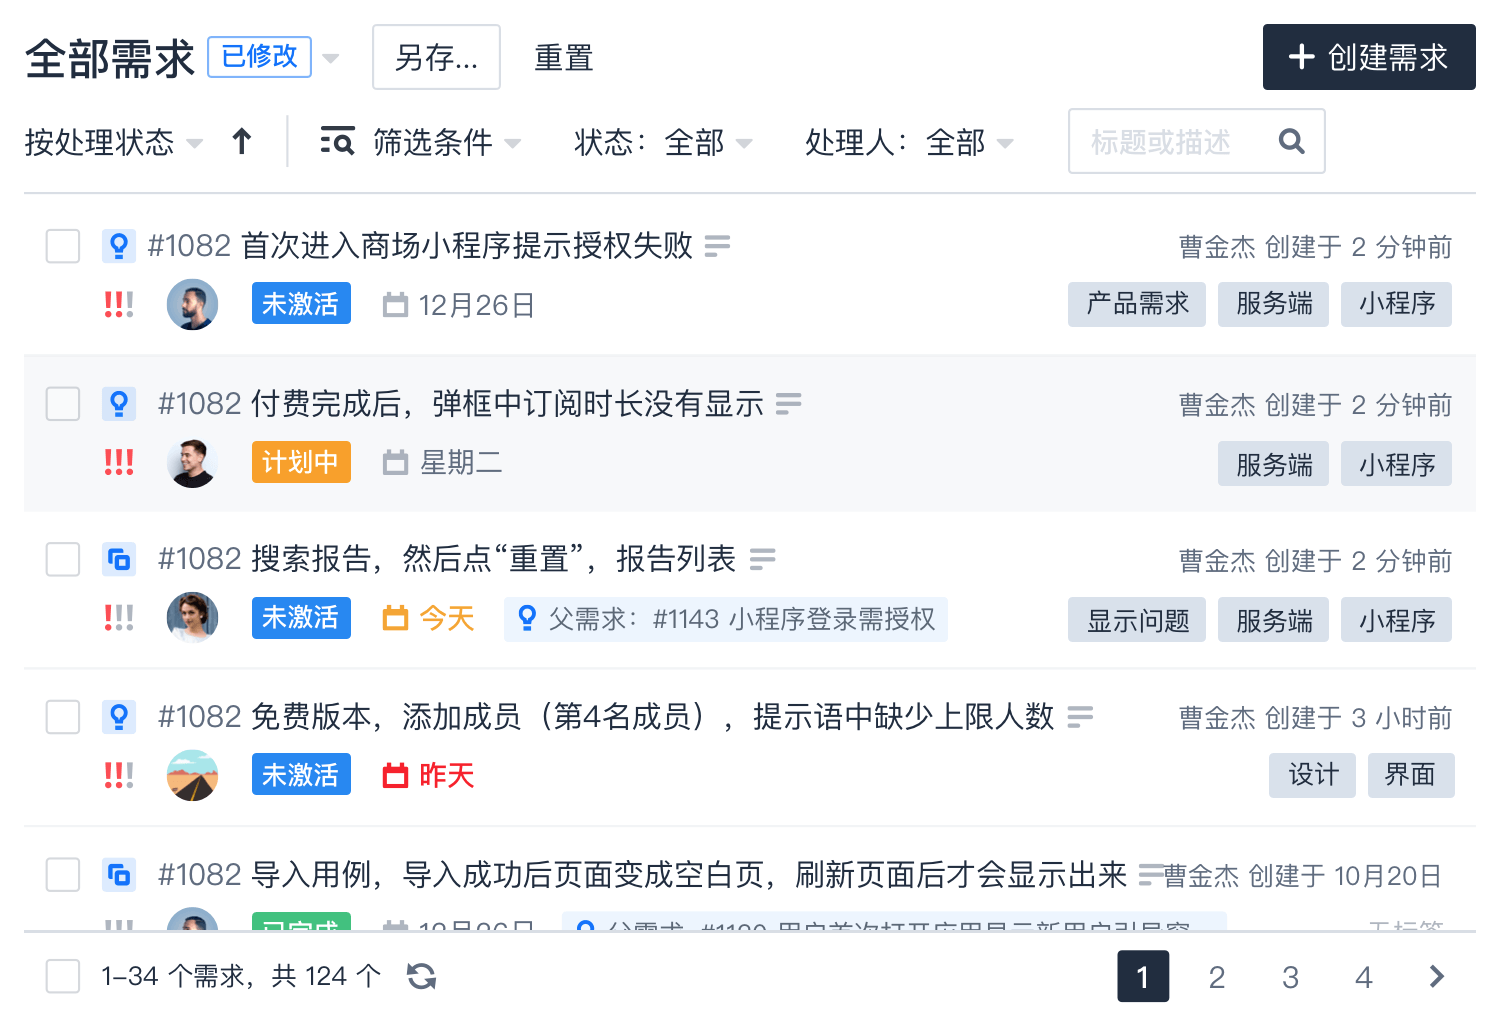 全部需求 已修改 另存... 重置 + 创建需求
按处理状态 筛选条件 状态：全部 处理人：全部 标题或描述
#1082 首次进入商场小程序提示授权失败 曹金杰 创建于 2 分钟前
!!! 未激活 12月26日 产品需求 服务端 小程序
#1082 付费完成后，弹框中订阅时长没有显示 曹金杰 创建于 2 分钟前
!!! 计划中 星期二 服务端 小程序
#1082 搜索报告，然后点“重置”，报告列表 曹金杰 创建于 2 分钟前
!!! 未激活 今天 父需求：#1143 小程序登录需授权 显示问题 服务端 小程序
#1082 免费版本，添加成员（第4名成员），提示语中缺少上限人数 曹金杰 创建于 3 小时前
!!! 未激活 昨天 设计 界面
#1082 导入用例，导入成功后页面变成空白页，刷新页面后才会显示出来 曹金杰 创建于 10月20日
!!! 已完成 12月26日 父需求
1–34 个需求，共 124 个 1 2 3 4